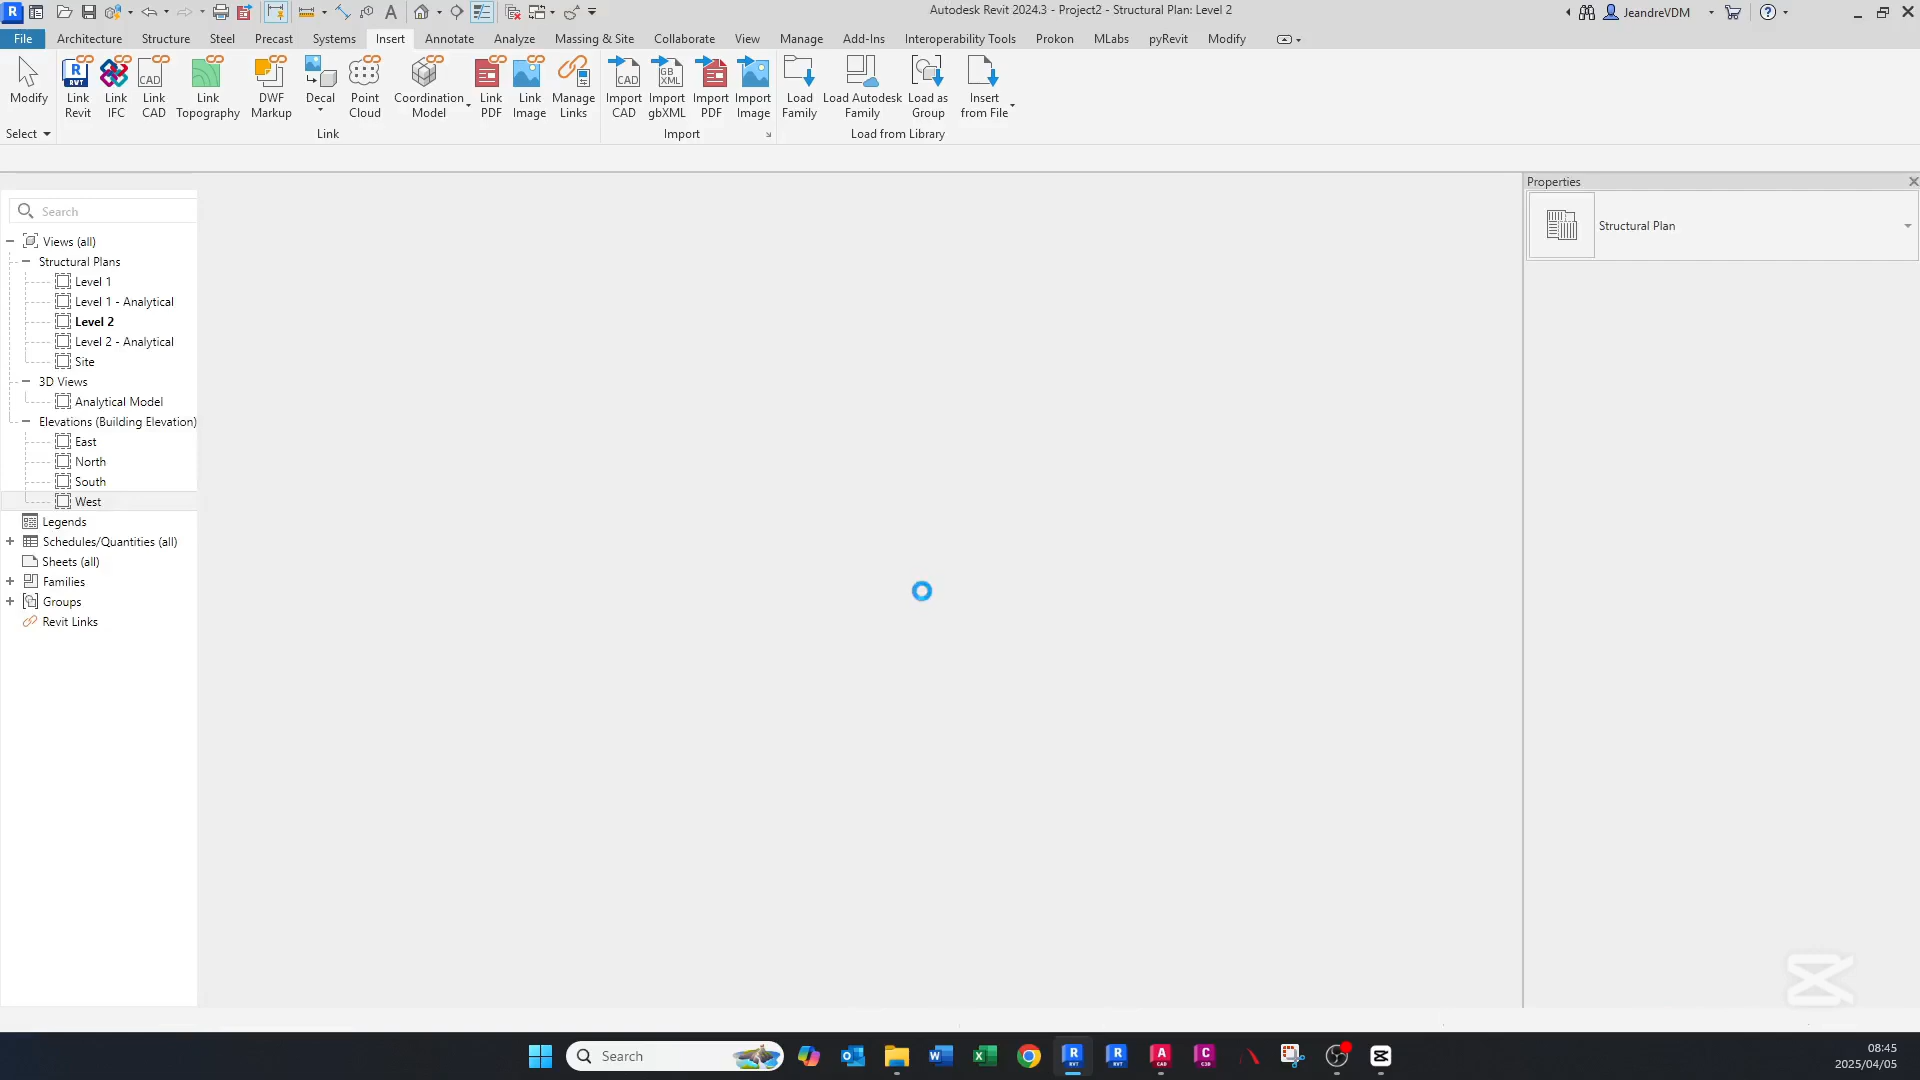 Autodesk Revit 2024.3 - Project2 - Structural Plan: Level 2
JeandreVDM
File
Architecture
Structure
Steel
Precast
Systems
Insert
Annotate
Analyze
Massing & Site
Collaborate
View
Manage
Add-Ins
Interoperability Tools
Prokon
MLabs
pyRevit
Modify
Modify
Link Revit
Link IFC
Link CAD
Link Topography
DWF Markup
Decal
Point Cloud
Coordination Model
Link PDF
Link Image
Manage Links
Import CAD
Import gbXML
Import PDF
Import Image
Load Family
Load Autodesk Family
Load as Group
Insert from File
Select
Link
Import
Load from Library
Properties
Structural Plan
Search
Views (all)
Structural Plans
Level 1
Level 1 - Analytical
Level 2
Level 2 - Analytical
Site
3D Views
Analytical Model
Elevations (Building Elevation)
East
North
South
West
Legends
Schedules/Quantities (all)
Sheets (all)
Families
Groups
Revit Links
Search
08:45
2025/04/05